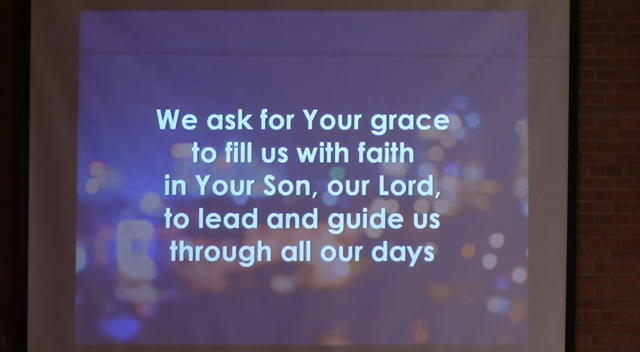 We ask for Your grace
to fill us with faith
in Your Son, our Lord,
to lead and guide us
through all our days